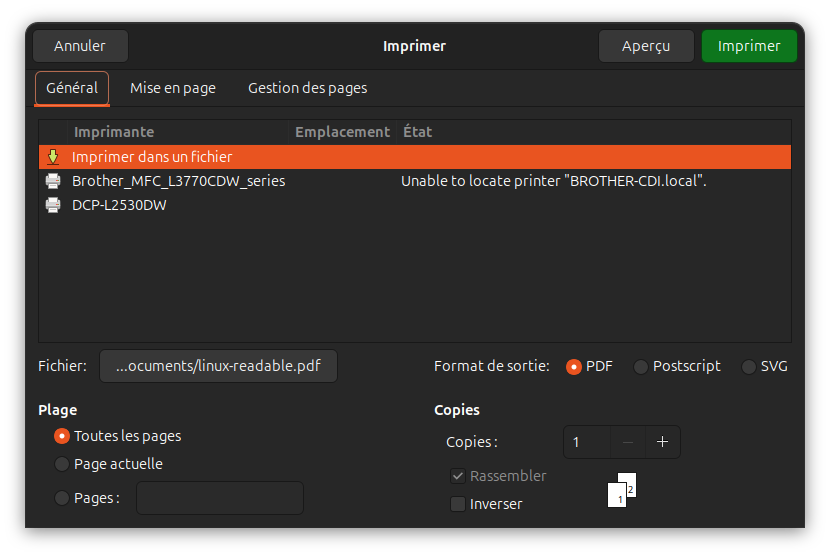 Annuler Imprimer Aperçu Imprimer
Général Mise en page Gestion des pages
Imprimante Emplacement État
Imprimer dans un fichier
Brother_MFC_L3770CDW_series Unable to locate printer "BROTHER-CDI.local".
DCP-L2530DW
Fichier: ...ocuments/linux-readable.pdf Format de sortie: PDF Postscript SVG
Plage Copies
Toutes les pages Copies : 1 − +
Page actuelle Rassembler
Pages : Inverser
1 2